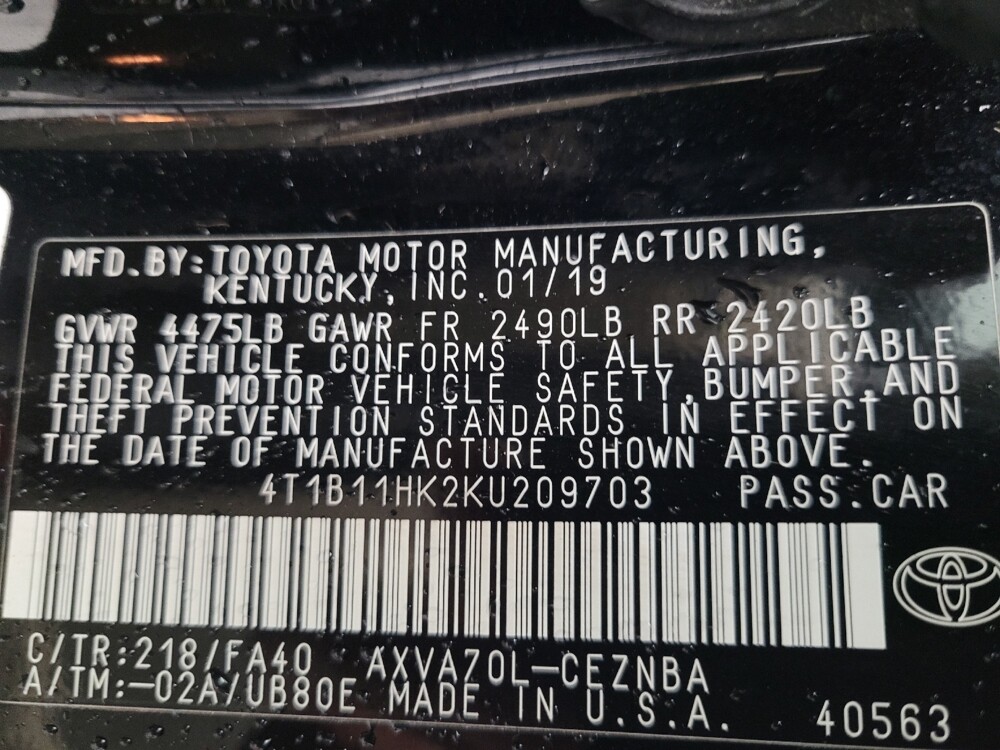 MFD.BY:TOYOTA MOTOR MANUFACTURING,
KENTUCKY,INC.01/19
GVWR 4475LB GAWR FR 2490LB RR 2420LB
THIS VEHICLE CONFORMS TO ALL APPLICABLE
FEDERAL MOTOR VEHICLE SAFETY,BUMPER,AND
THEFT PREVENTION STANDARDS IN EFFECT ON
THE DATE OF MANUFACTURE SHOWN ABOVE.
4T1B11HK2KU209703 PASS.CAR
C/TR:218/FA40 AXVA70L-CEZNBA
A/TM:-02A/UB80E MADE IN U.S.A. 40563